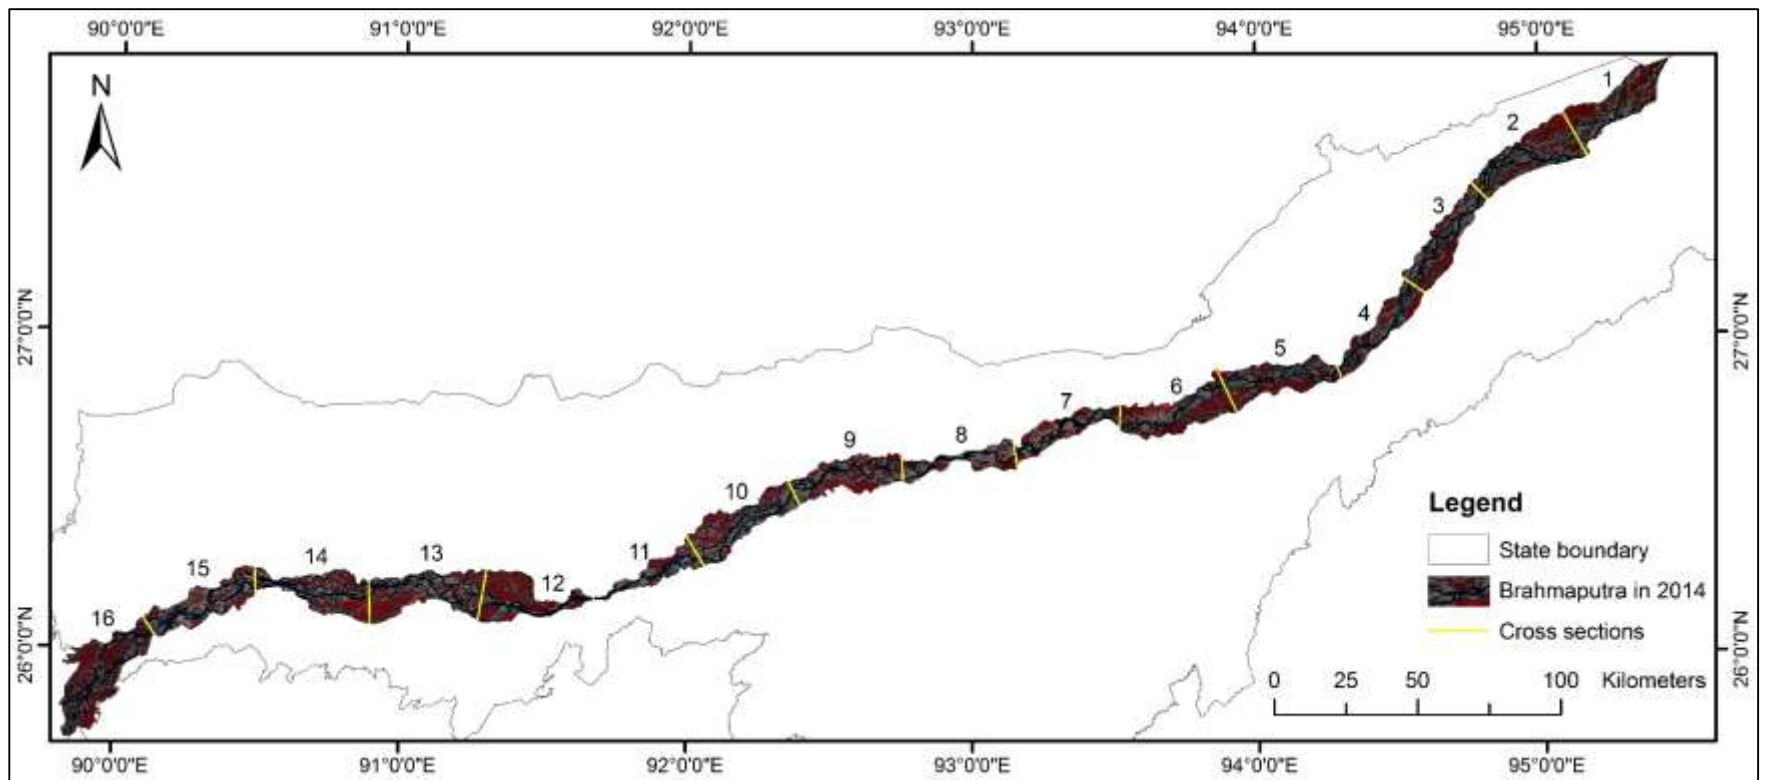 90°0'0"E 91°0'0"E 92°0'0"E 93°0'0"E 94°0'0"E 95°0'0"E
N
1
2
3
4
5
6
7
8
9
10
11
12
13
14
15
16
27°0'0"N
27°0'0"N
26°0'0"N
26°0'0"N
Legend
State boundary
Brahmaputra in 2014
Cross sections
0 25 50 100 Kilometers
90°0'0"E 91°0'0"E 92°0'0"E 93°0'0"E 94°0'0"E 95°0'0"E